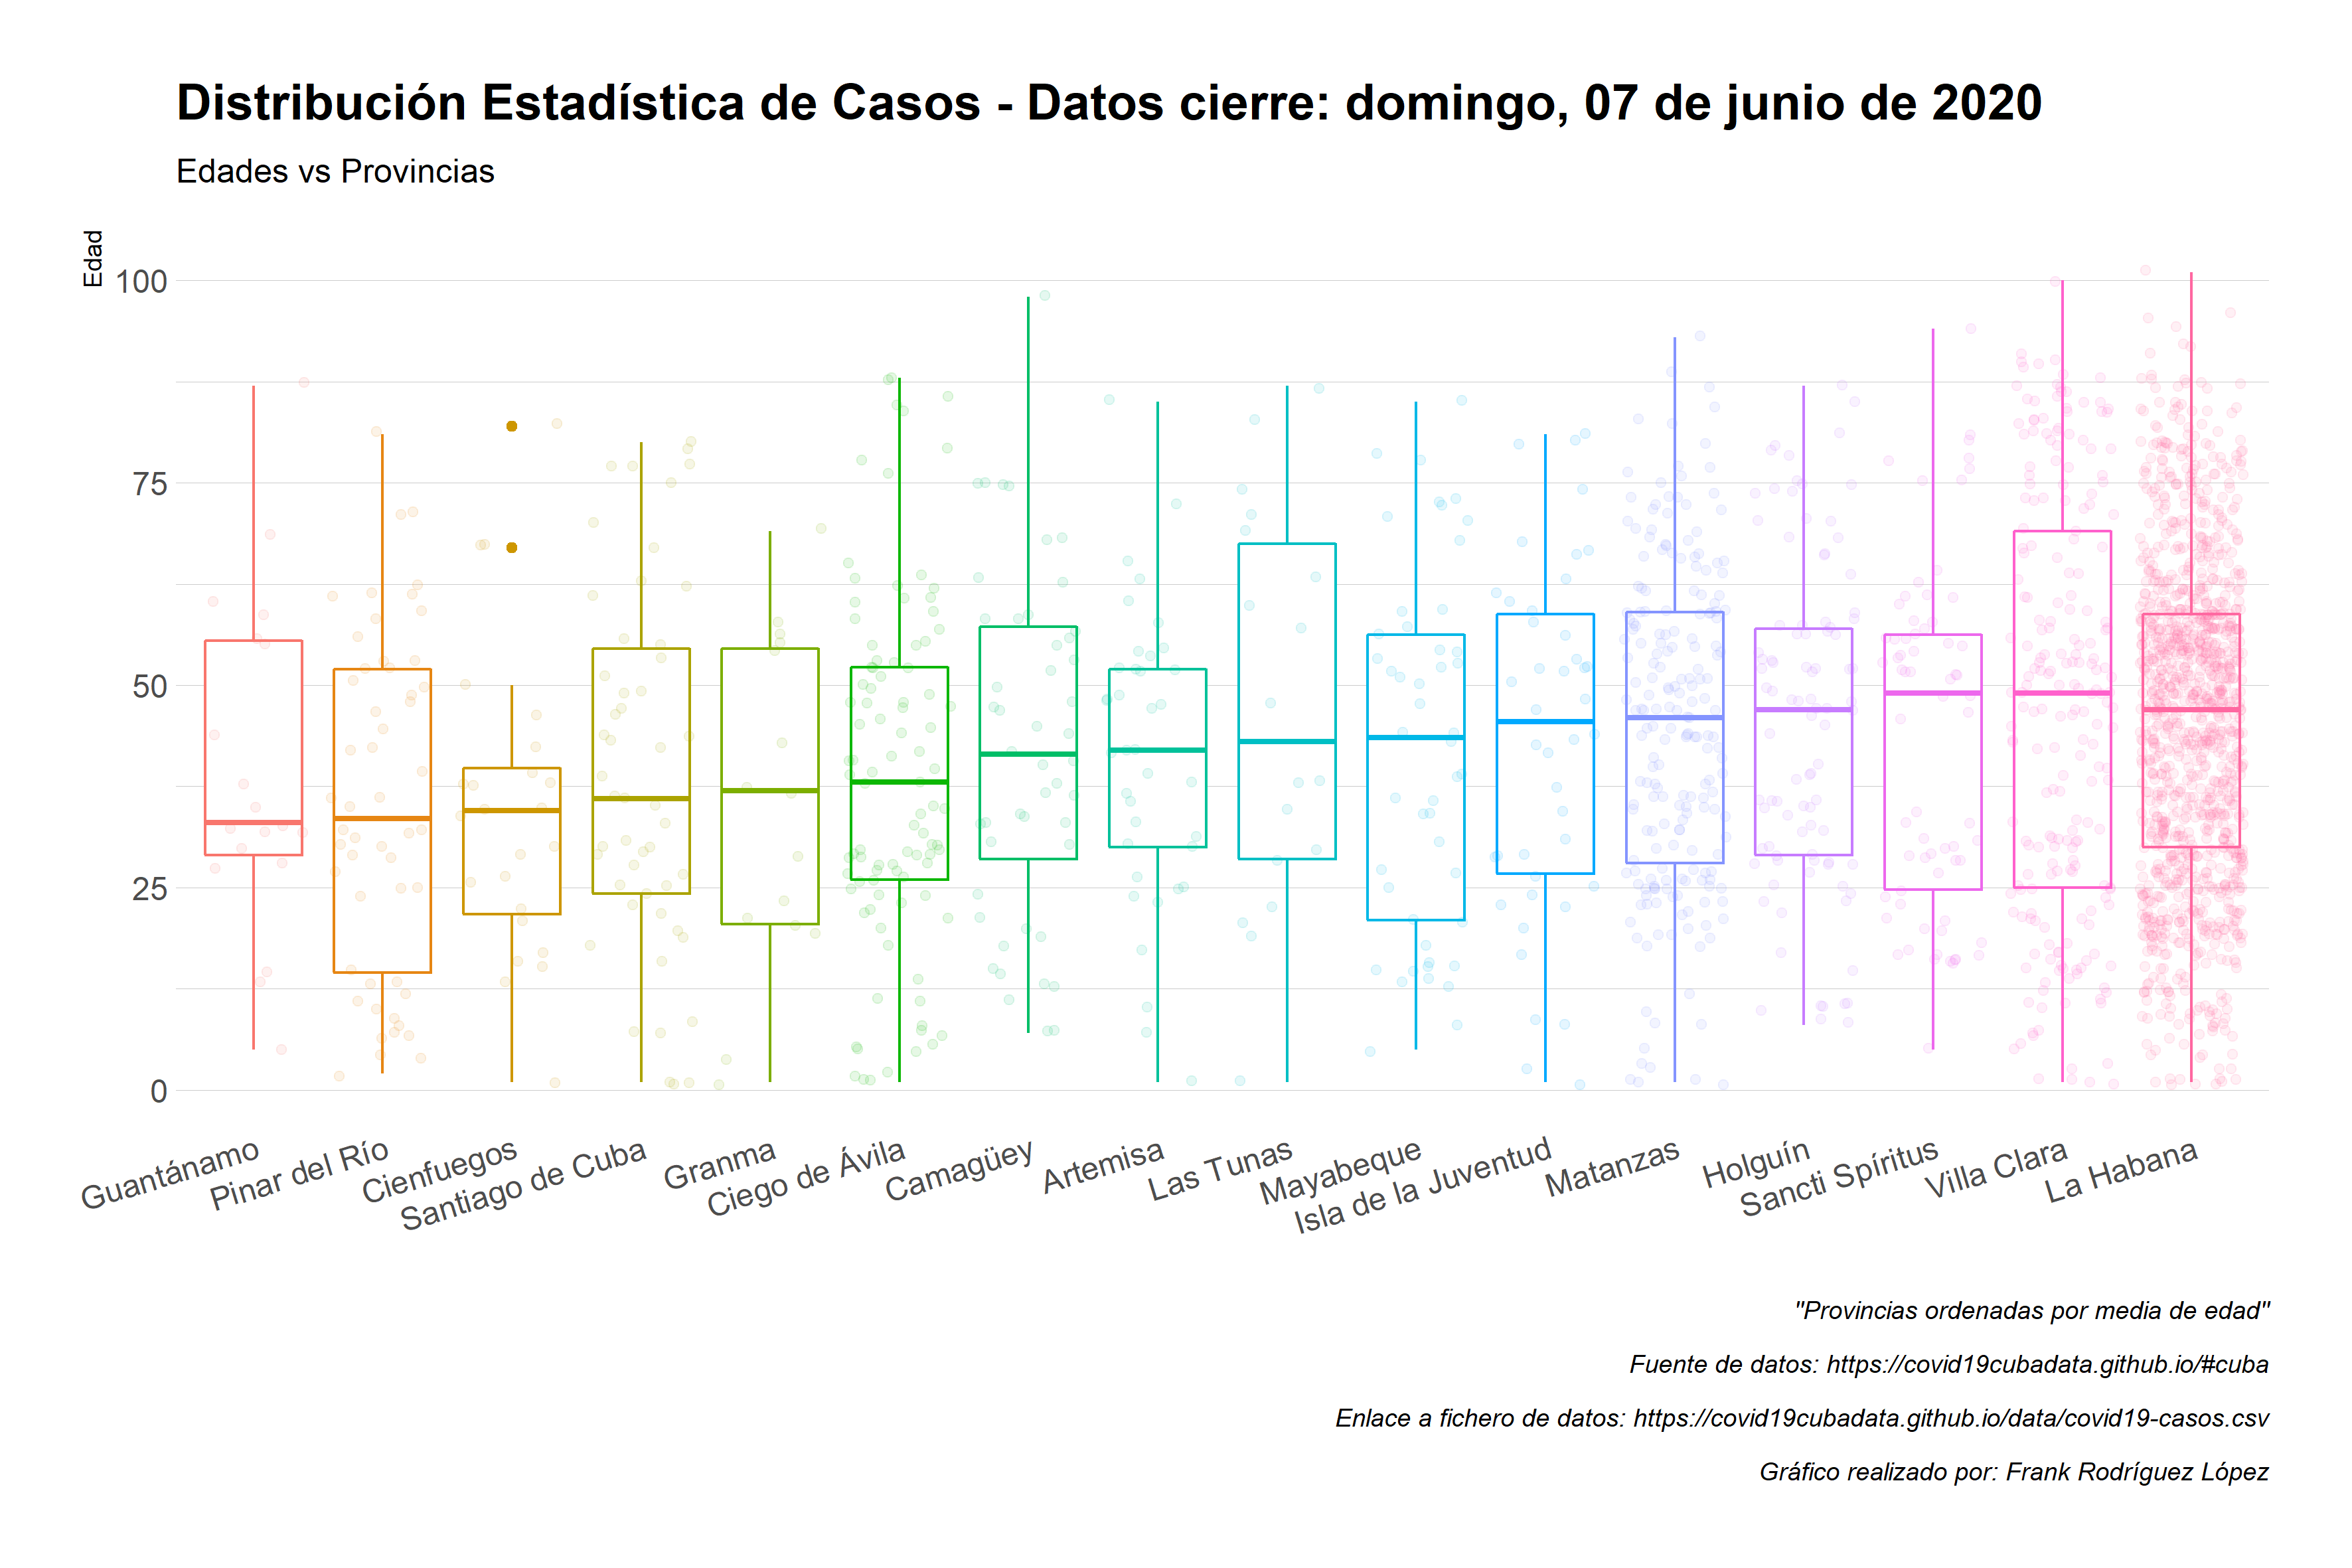 Distribución Estadística de Casos - Datos cierre: domingo, 07 de junio de 2020
Edades vs Provincias
Edad
100
75
50
25
0
Guantánamo
Pinar del Río
Cienfuegos
Santiago de Cuba
Granma
Ciego de Ávila
Camagüey
Artemisa
Las Tunas
Mayabeque
Isla de la Juventud
Matanzas
Holguín
Sancti Spíritus
Villa Clara
La Habana
"Provincias ordenadas por media de edad"
Fuente de datos: https://covid19cubadata.github.io/#cuba
Enlace a fichero de datos: https://covid19cubadata.github.io/data/covid19-casos.csv
Gráfico realizado por: Frank Rodríguez López